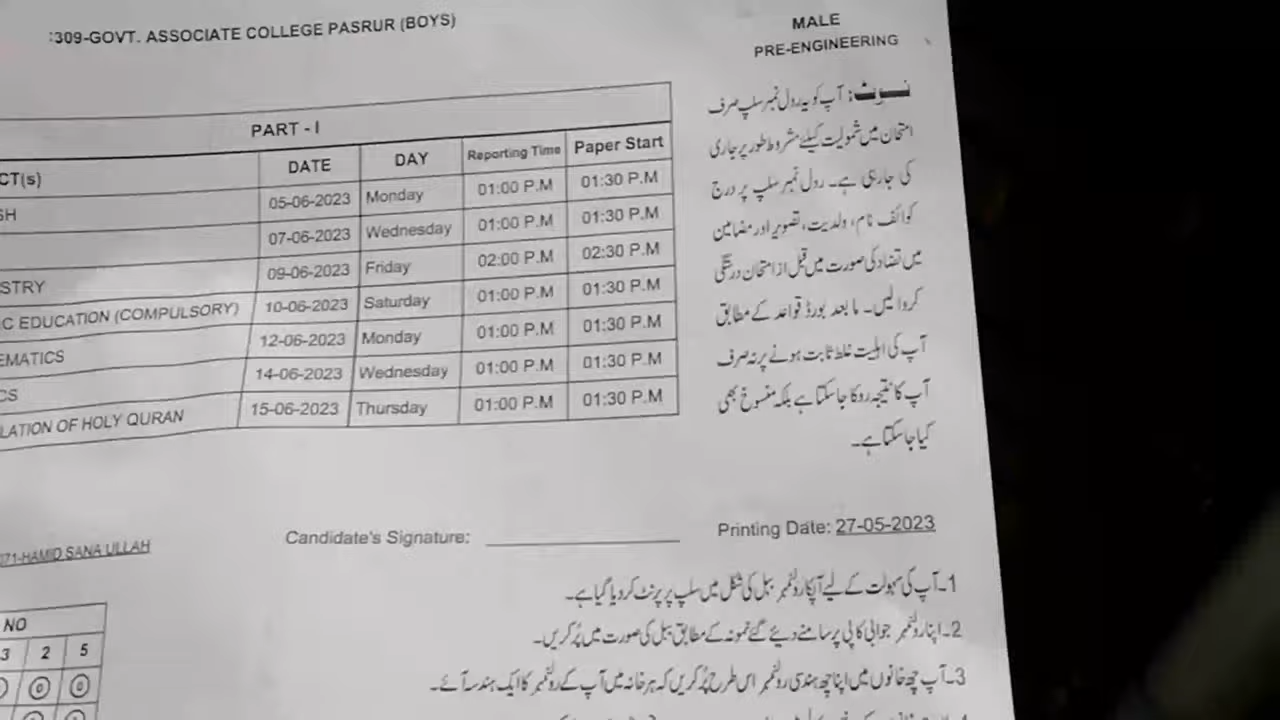 :309-GOVT. ASSOCIATE COLLEGE PASRUR (BOYS)
MALE
PRE-ENGINEERING
PART - I
CT(s) DATE DAY Reporting Time Paper Start
SH 05-06-2023 Monday 01:00 P.M 01:30 P.M
07-06-2023 Wednesday 01:00 P.M 01:30 P.M
STRY 09-06-2023 Friday 02:00 P.M 02:30 P.M
C EDUCATION (COMPULSORY) 10-06-2023 Saturday 01:00 P.M 01:30 P.M
EMATICS 12-06-2023 Monday 01:00 P.M 01:30 P.M
CS 14-06-2023 Wednesday 01:00 P.M 01:30 P.M
LATION OF HOLY QURAN 15-06-2023 Thursday 01:00 P.M 01:30 P.M
نوٹ: آپ کو یہ رول نمبر سلپ صرف
امتحان میں شمولیت کیلئے مشروط طور پر جاری
کی جا رہی ہے۔ رول نمبر سلپ پر درج
کوائف نام، ولدیت، تصویر اور مضامین
میں تضاد کی صورت میں قبل از امتحان درستگی
کروا لیں۔ ما بعد بورڈ قواعد کے مطابق
آپ کی اہلیت غلط ثابت ہونے پر نہ صرف
آپ کا نتیجہ روکا جا سکتا ہے بلکہ منسوخ بھی
کیا جا سکتا ہے۔
071-HAMID SANA ULLAH
Candidate's Signature:
Printing Date: 27-05-2023
1۔ آپ کی سہولت کے لیے آپکا رولنمبر ببل کی شکل میں سلپ پر پرنٹ کر دیا گیا ہے۔
2۔ اپنا رولنمبر جوابی کاپی پر سامنے دیئے گئے نمونہ کے مطابق ببل کی صورت میں پُر کریں۔
3۔ آپ چھ خانوں میں اپنا چھ ہندسی رولنمبر اس طرح پُر کریں کہ ہر خانہ میں آپ کے رولنمبر کا ایک ہندسہ آئے۔
NO
3 2 5
0 0